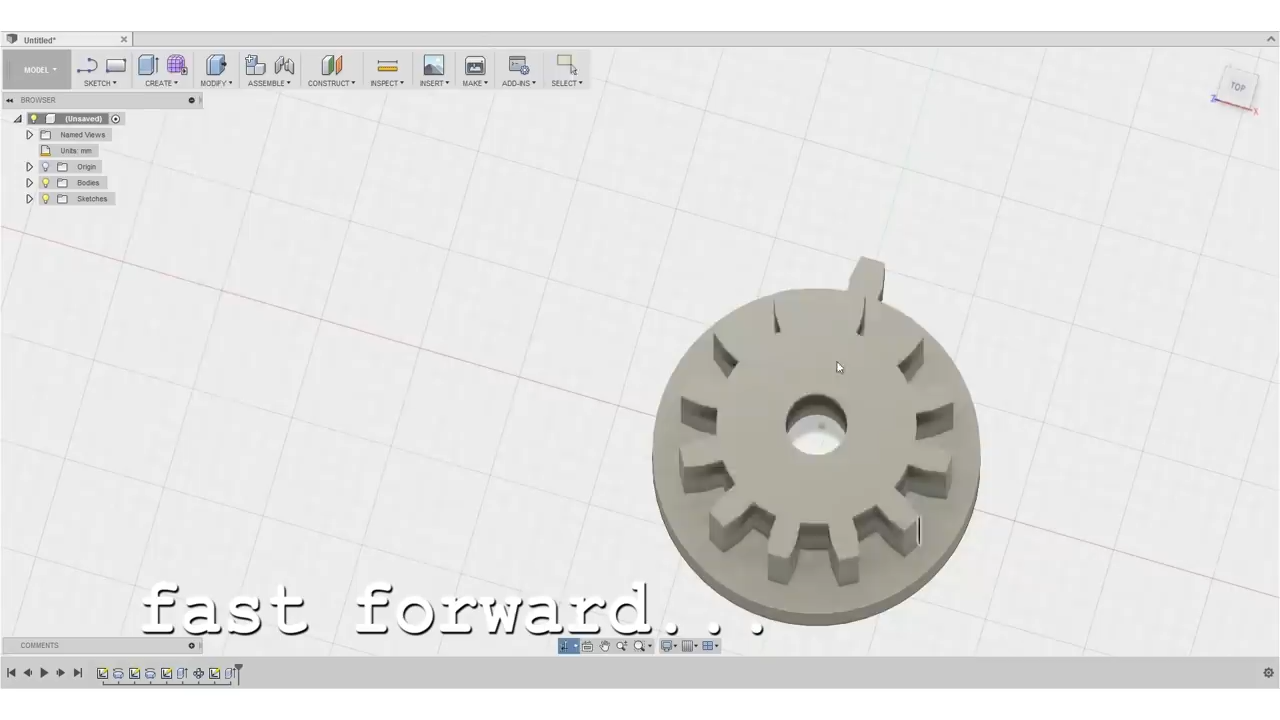 Untitled*
MODEL
SKETCH
CREATE
MODIFY
ASSEMBLE
CONSTRUCT
INSPECT
INSERT
MAKE
ADD-INS
SELECT
BROWSER
(Unsaved)
Named Views
Units: mm
Origin
Bodies
Sketches
TOP
Z
X
fast forward...
COMMENTS